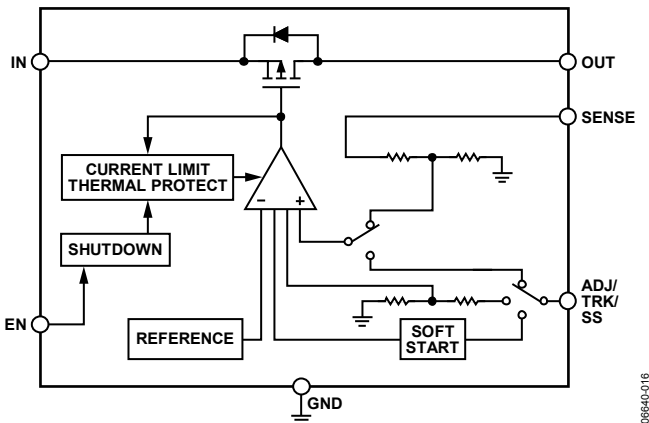 IN
OUT
SENSE
CURRENT LIMIT
THERMAL PROTECT
– +
SHUTDOWN
EN
REFERENCE
SOFT
START
ADJ/
TRK/
SS
GND
06640-016